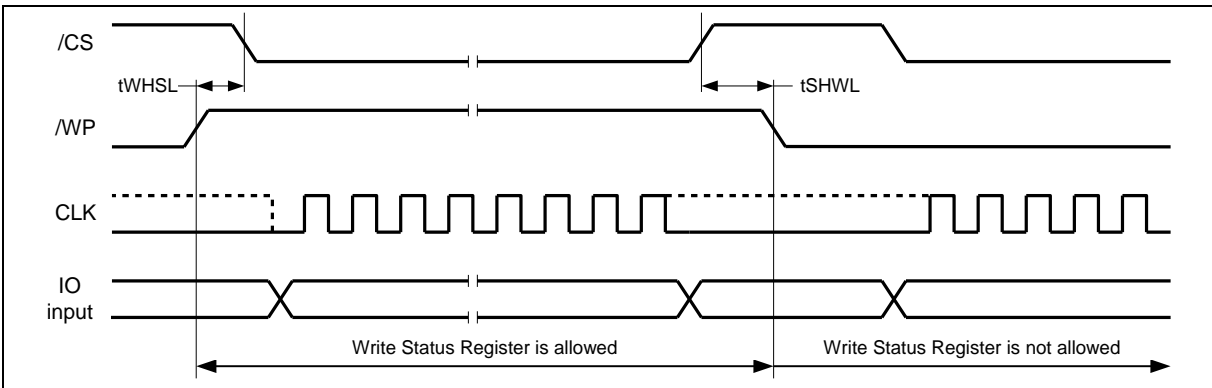 /CS
tWHSL
tSHWL
/WP
CLK
IO
input
Write Status Register is allowed
Write Status Register is not allowed